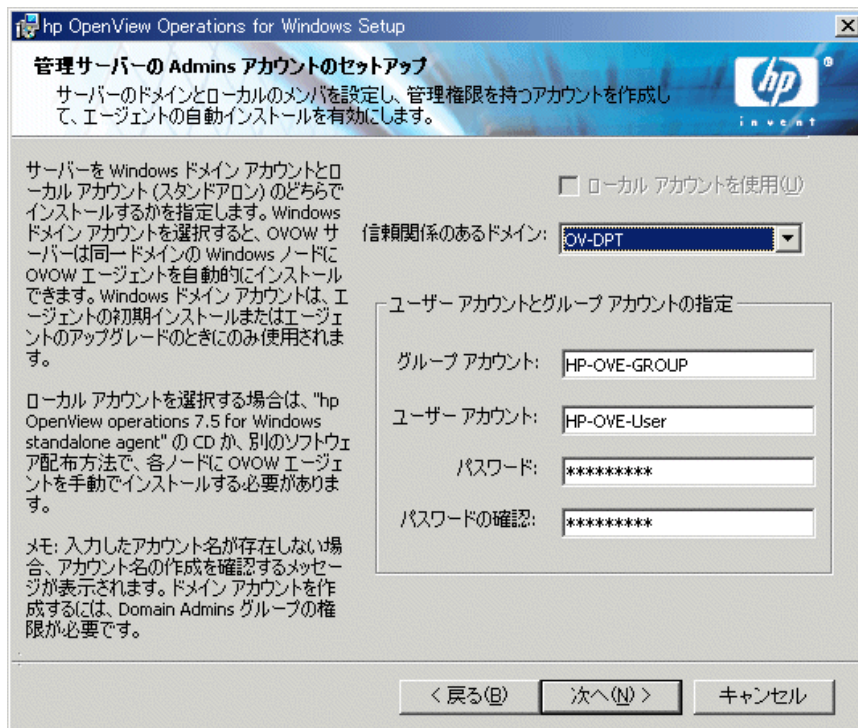 hp OpenView Operations for Windows Setup
管理サーバーの Admins アカウントのセットアップ
サーバーのドメインとローカルのメンバを設定し、管理権限を持つアカウントを作成し
て、エージェントの自動インストールを有効にします。
hp
®
invent
サーバーを Windows ドメイン アカウントとロ
ーカル アカウント (スタンドアロン) のどちらで
インストールするかを指定します。Windows
ドメイン アカウントを選択すると、OVOW サ
ーバーは同一ドメインの Windows ノードに
OVOW エージェントを自動的にインストール
できます。Windows ドメイン アカウントは、エ
ージェントの初期インストールまたはエージェ
ントのアップグレードのときにのみ使用されま
す。
ローカル アカウントを選択する場合は、"hp
OpenView operations 7.5 for Windows
standalone agent" の CD か、別のソフトウェ
ア配布方法で、各ノードに OVOW エージェ
ントを手動でインストールする必要がありま
す。
メモ: 入力したアカウント名が存在しない場
合、アカウント名の作成を確認するメッセー
ジが表示されます。ドメイン アカウントを作
成するには、Domain Admins グループの権
限が必要です。
ローカル アカウントを使用(U)
信頼関係のあるドメイン: OV-DPT
ユーザー アカウントとグループ アカウントの指定
グループ アカウント: HP-OVE-GROUP
ユーザー アカウント: HP-OVE-User
パスワード: *********
パスワードの確認: *********
< 戻る(B) 次へ(N) > キャンセル